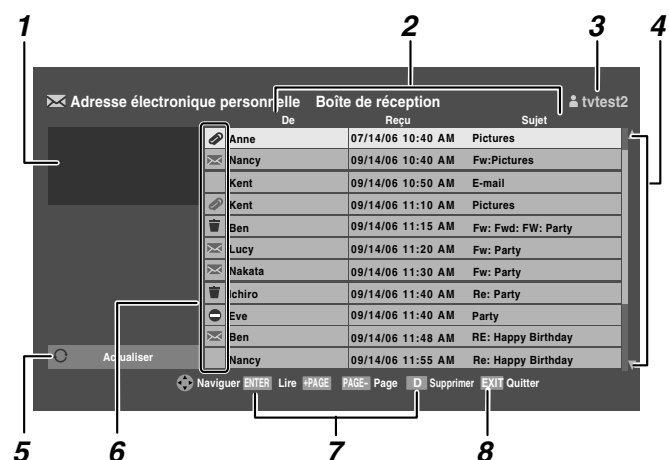 1 2 3 4
Adresse électronique personnelle Boîte de réception tvtest2
De Reçu Sujet
Anne 07/14/06 10:40 AM Pictures
Nancy 09/14/06 10:40 AM Fw:Pictures
Kent 09/14/06 10:50 AM E-mail
Kent 09/14/06 11:10 AM Pictures
Ben 09/14/06 11:15 AM Fw: Fwd: FW: Party
Lucy 09/14/06 11:20 AM Fw: Party
Nakata 09/14/06 11:30 AM Fw: Party
Ichiro 09/14/06 11:40 AM Re: Party
Eve 09/14/06 11:40 AM Party
Ben 09/14/06 11:48 AM RE: Happy Birthday
Actualiser Nancy 09/14/06 11:55 AM Re: Happy Birthday
Naviguer ENTER Lire +PAGE PAGE- Page D Supprimer EXIT Quitter
5 6 7 8